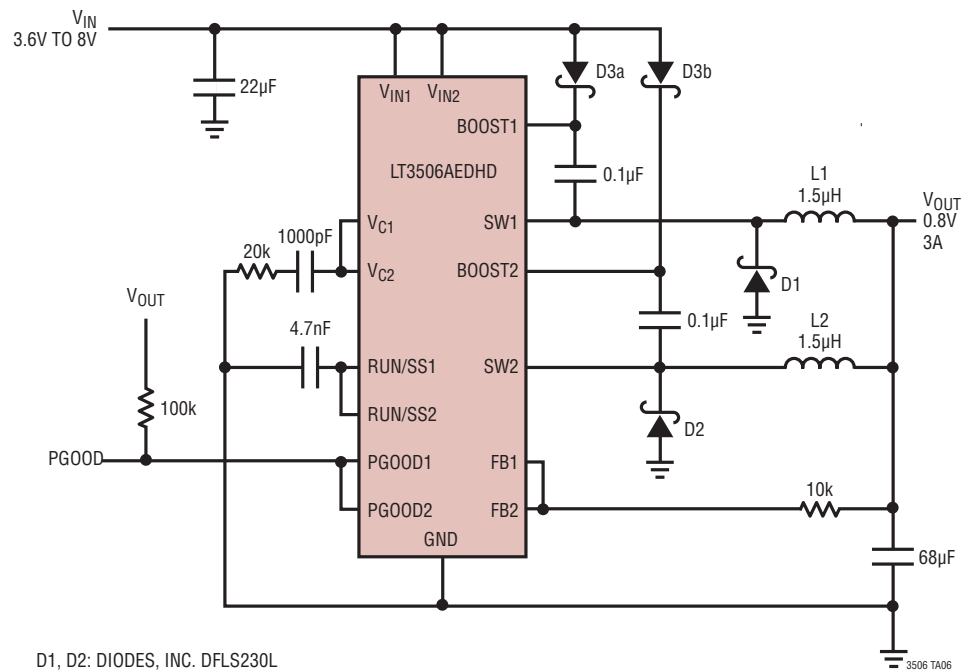 VIN
3.6V TO 8V
22µF
VIN1
VIN2
D3a
D3b
BOOST1
LT3506AEDHD
0.1µF
L1
1.5µH
VOUT
0.8V
3A
VC1
SW1
1000pF
20k
VC2
BOOST2
D1
VOUT
4.7nF
0.1µF
L2
1.5µH
RUN/SS1
SW2
100k
RUN/SS2
D2
PGOOD
PGOOD1
FB1
10k
PGOOD2
FB2
GND
68µF
D1, D2: DIODES, INC. DFLS230L
3506 TA06